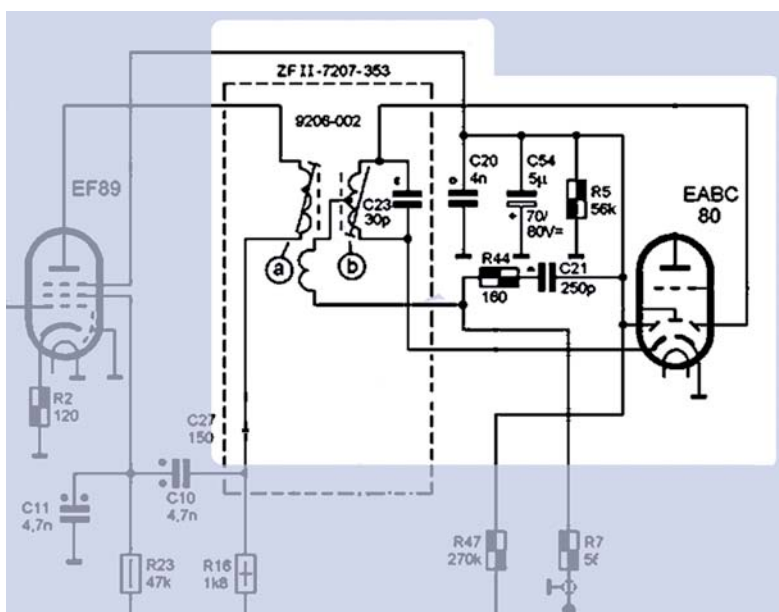 ZF II-7207-353
9206-002
EF89
C20
4n
C54
5µ
R5
56k
EABC
80
C23
30p
70/
80V=
+
a
b
R44
160
C21
250p
R2
120
C27
150
C11
4,7n
C10
4,7n
R23
47k
R16
1k8
R47
270k
R7